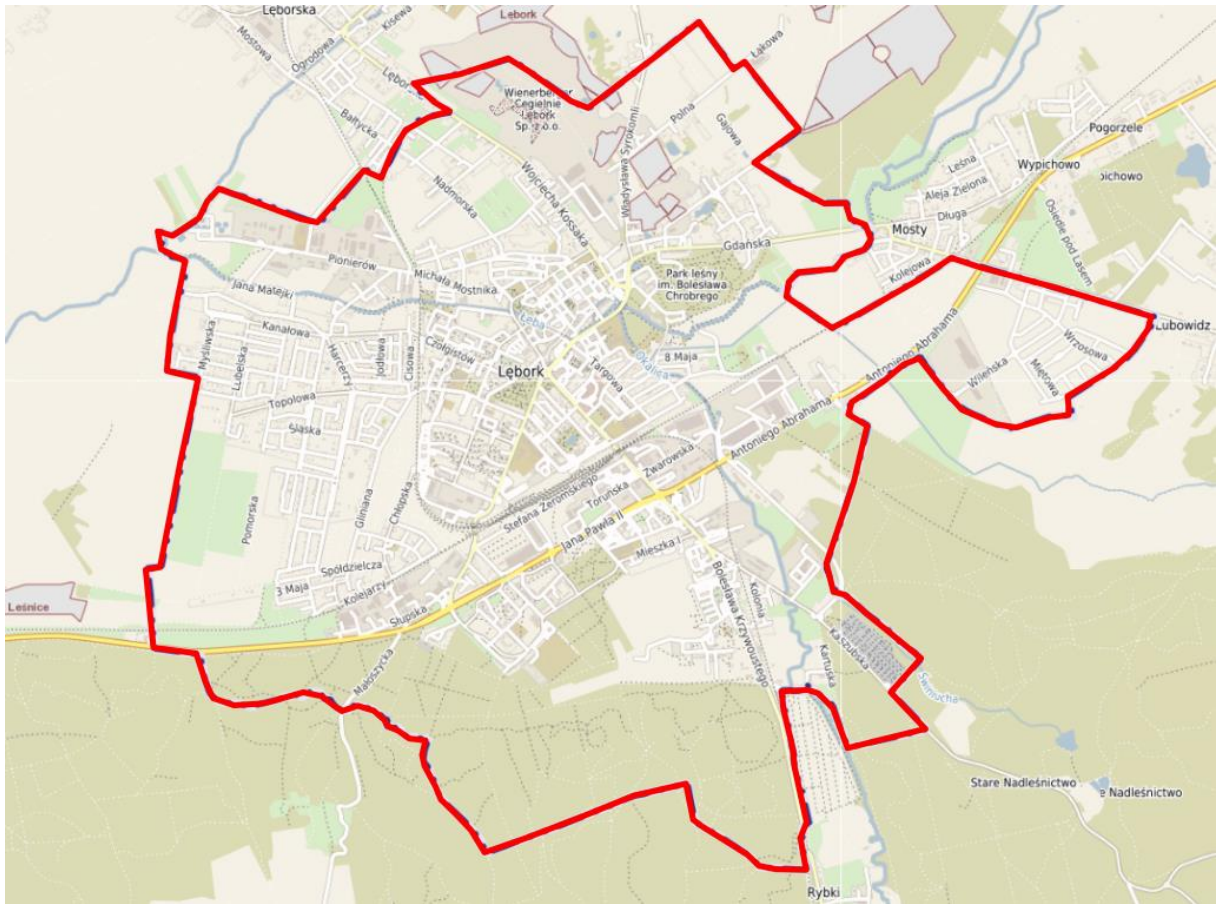 Lęborska
Lębork
Kisewa
Mostowa
Ogrodowa
Łąkowa
Wienerberger
Cegielnie
Lębork
Sp. z o.o.
Bałtycka
Polna
Gajowa
Władysława Syrokomli
Pogorzele
Leśna
Wypichowo
Aleja Zielona
Nadmorska
Wojciecha Kossaka
Długa
Mosty
Osiedle pod Lasem
Gdańska
Pionierów
Michała Mostnika
Park leśny
im. Bolesława
Chrobrego
Kolejowa
Jana Matejki
Łeba
Kanałowa
Myśliwska
Lubelska
Harcerzy
Jodłowa
Cisowa
Czołgistów
Okalica
8 Maja
Targowa
Lubowidz
Wrzosowa
Antoniego Abrahama
Wileńska
Miętowa
Lębork
Topolowa
Śląska
Antoniego Abrahama
Zwarowska
Stefana Żeromskiego
Toruńska
Pomorska
Gliniana
Chłopska
Jana Pawła II
Mieszka I
Spółdzielcza
3 Maja
Kolejarzy
Leśnice
Słupska
Bolesława Krzywoustego
Kolonia
Kaszubska
Kartuska
Małoszycka
Stare Nadleśnictwo
e Nadleśnictwo
Rybki